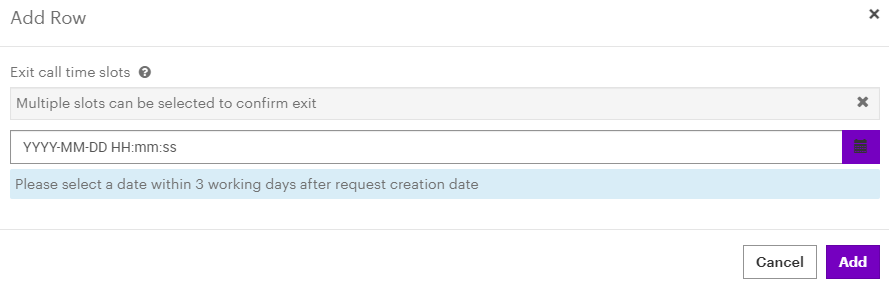 Add Row
Exit call time slots
Multiple slots can be selected to confirm exit
YYYY-MM-DD HH:mm:ss
Please select a date within 3 working days after request creation date
Cancel
Add